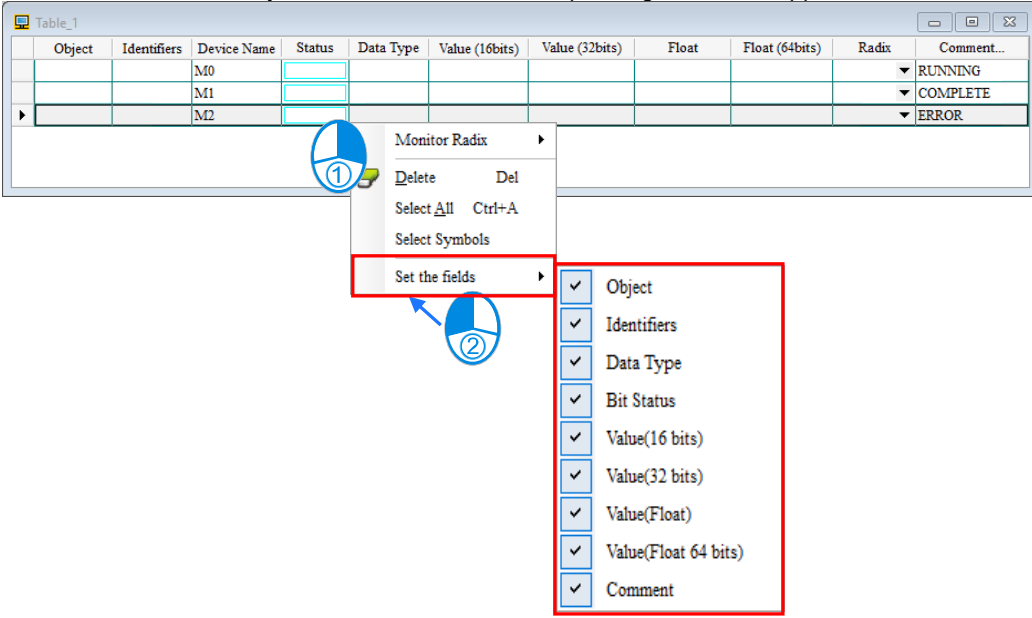 Table_1
Object Identifiers Device Name Status Data Type Value (16bits) Value (32bits) Float Float (64bits) Radix Comment...
M0 RUNNING
M1 COMPLETE
M2 ERROR
Monitor Radix
①
Delete Del
Select All Ctrl+A
Select Symbols
Set the fields
②
Object
Identifiers
Data Type
Bit Status
Value(16 bits)
Value(32 bits)
Value(Float)
Value(Float 64 bits)
Comment